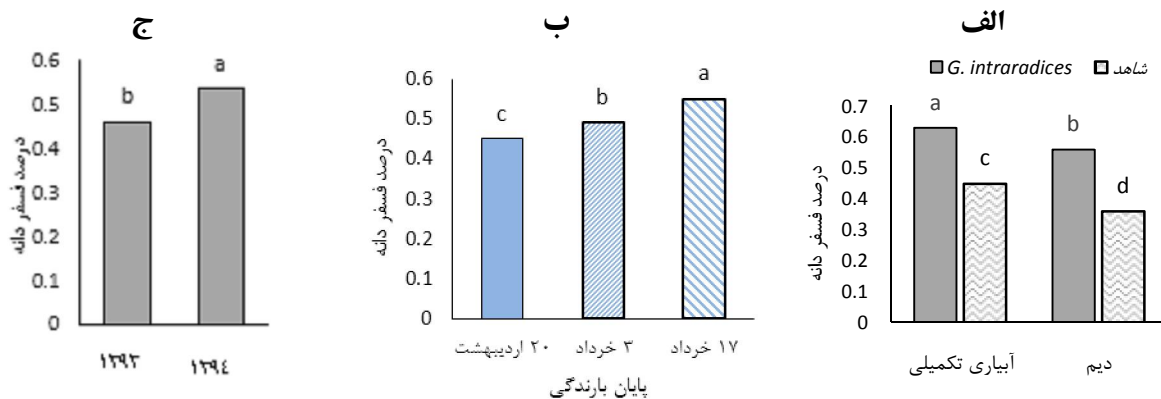 الف
G. intraradices شاهد
درصد فسفر دانه
0.7
0.6
0.5
0.4
0.3
0.2
0.1
0
a
c
b
d
آبیاری تکمیلی
دیم
ب
درصد فسفر دانه
0.6
0.5
0.4
0.3
0.2
0.1
0
c
b
a
۲۰ اردیبهشت
۳ خرداد
۱۷ خرداد
پایان بارندگی
ج
درصد فسفر دانه
0.6
0.5
0.4
0.3
0.2
0.1
0
b
a
١٣٩٣
١٣٩٤